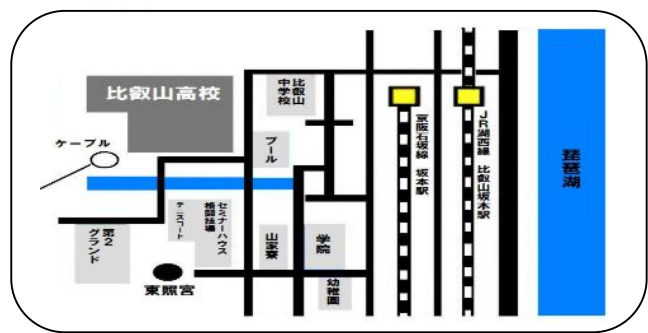 比叡山高校
比叡山
中学校
ケーブル
プール
京阪石坂線 坂本駅
JR湖西線 比叡山坂本駅
琵琶湖
第2
グランド
テニスコート
セミナーハウス
格闘技場
山家寮
学院
幼稚園
東照宮